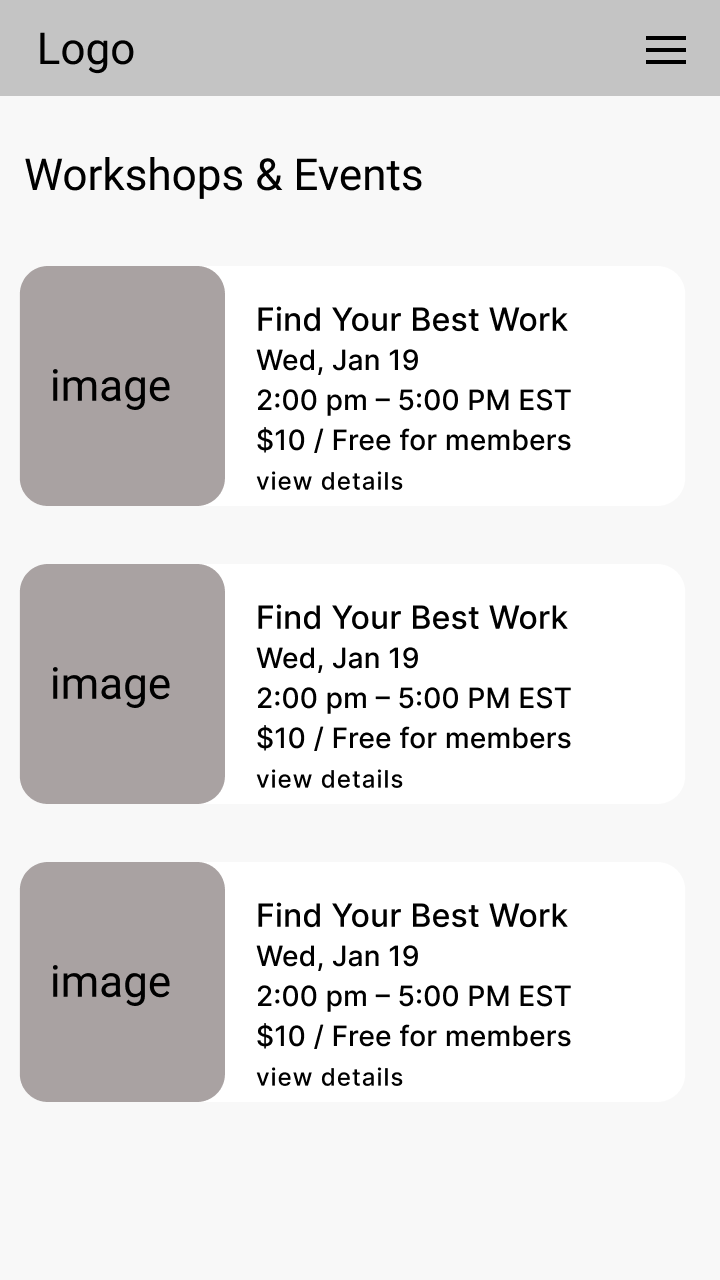 Logo
Workshops & Events
image
Find Your Best Work
Wed, Jan 19
2:00 pm – 5:00 PM EST
$10 / Free for members
view details
image
Find Your Best Work
Wed, Jan 19
2:00 pm – 5:00 PM EST
$10 / Free for members
view details
image
Find Your Best Work
Wed, Jan 19
2:00 pm – 5:00 PM EST
$10 / Free for members
view details